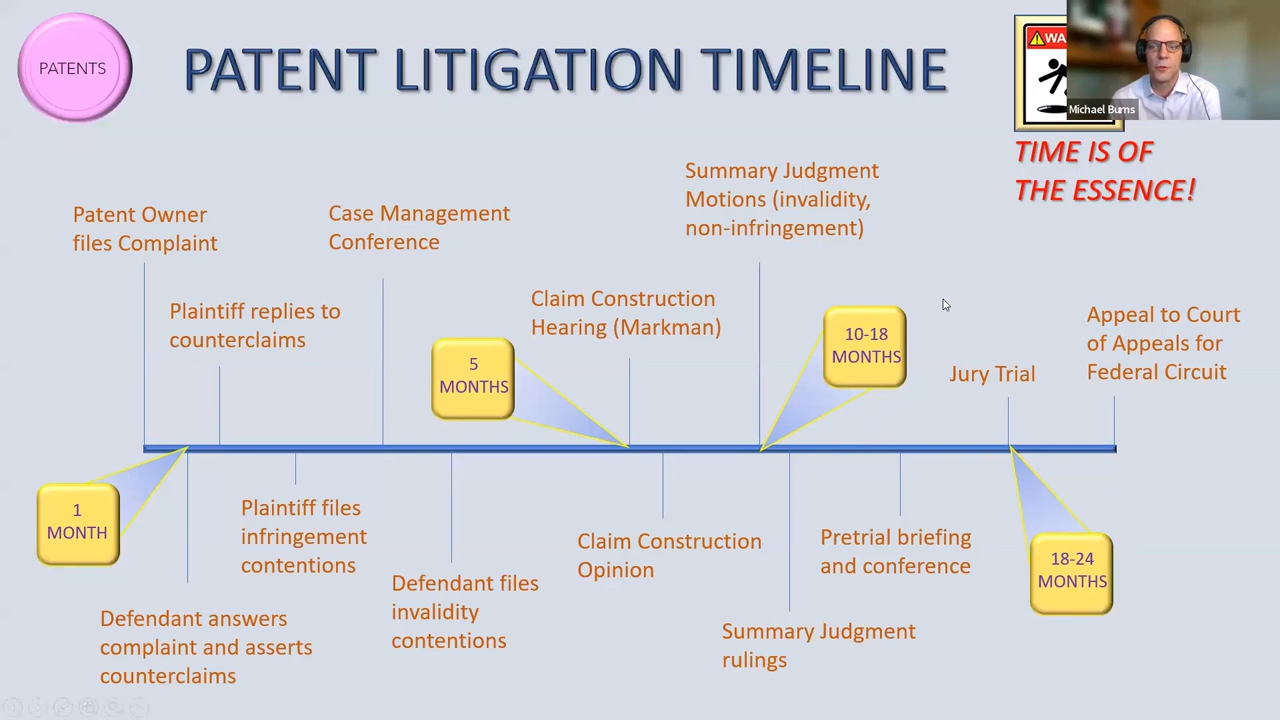 PATENTS
PATENT LITIGATION TIMELINE
WA
Michael Burns
TIME IS OF
THE ESSENCE!
Summary Judgment
Motions (invalidity,
non-infringement)
Patent Owner
files Complaint
Case Management
Conference
Plaintiff replies to
counterclaims
Claim Construction
Hearing (Markman)
5
MONTHS
10-18
MONTHS
Jury Trial
Appeal to Court
of Appeals for
Federal Circuit
1
MONTH
Plaintiff files
infringement
contentions
Defendant answers
complaint and asserts
counterclaims
Defendant files
invalidity
contentions
Claim Construction
Opinion
Summary Judgment
rulings
Pretrial briefing
and conference
18-24
MONTHS